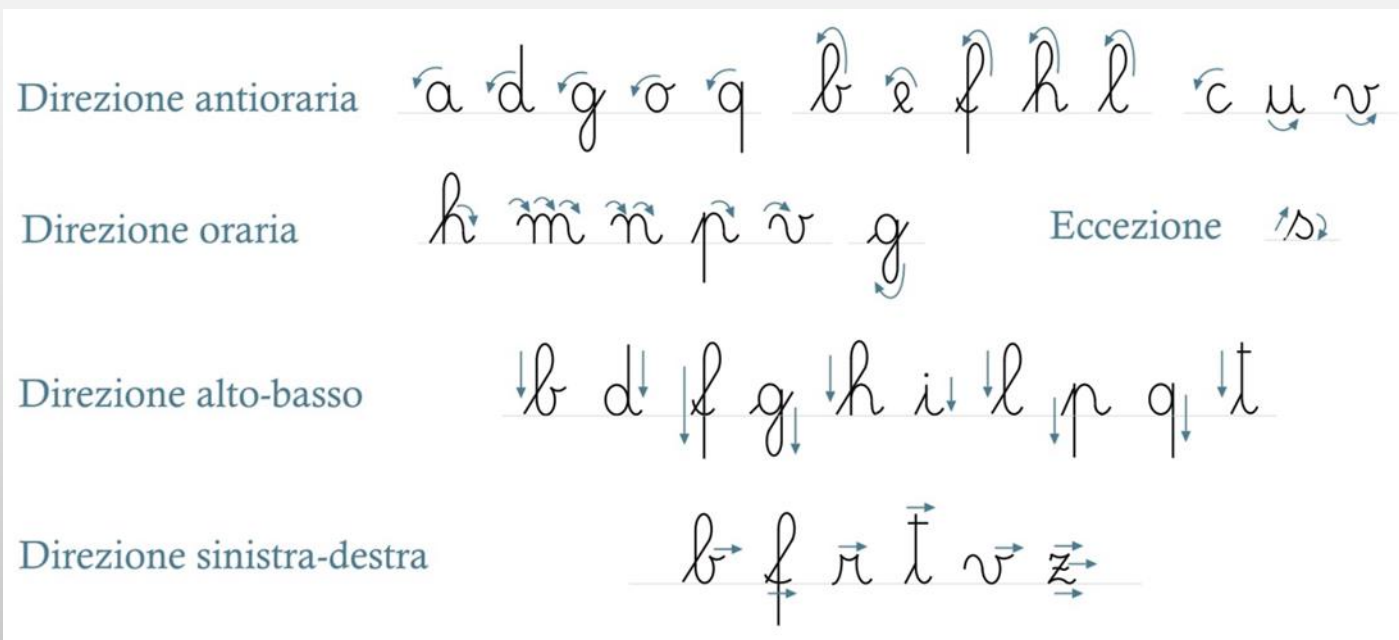 Direzione antioraria a d g o q b e f h l c u v
Direzione oraria h m n p v g Eccezione s
Direzione alto-basso b d f g h i l p q t
Direzione sinistra-destra b f r t v z